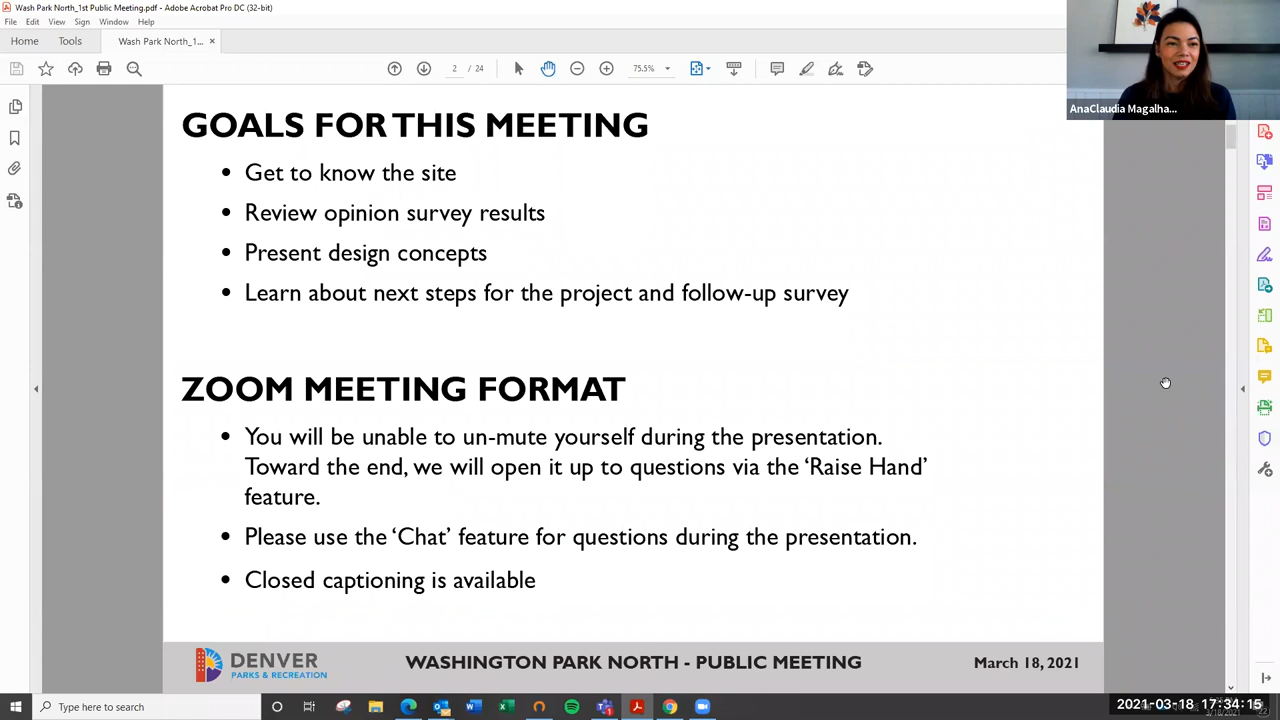 Wash Park North_1st Public Meeting.pdf - Adobe Acrobat Pro DC (32-bit)
File Edit View Sign Window Help
Home Tools Wash Park North_1... ×
2 / 75.5%
AnaClaudia Magalha...
GOALS FOR THIS MEETING
• Get to know the site
• Review opinion survey results
• Present design concepts
• Learn about next steps for the project and follow-up survey
ZOOM MEETING FORMAT
• You will be unable to un-mute yourself during the presentation.
Toward the end, we will open it up to questions via the ‘Raise Hand’
feature.
• Please use the ‘Chat’ feature for questions during the presentation.
• Closed captioning is available
DENVER
PARKS & RECREATION
WASHINGTON PARK NORTH - PUBLIC MEETING
March 18, 2021
Type here to search
2021-03-18 17:34:15